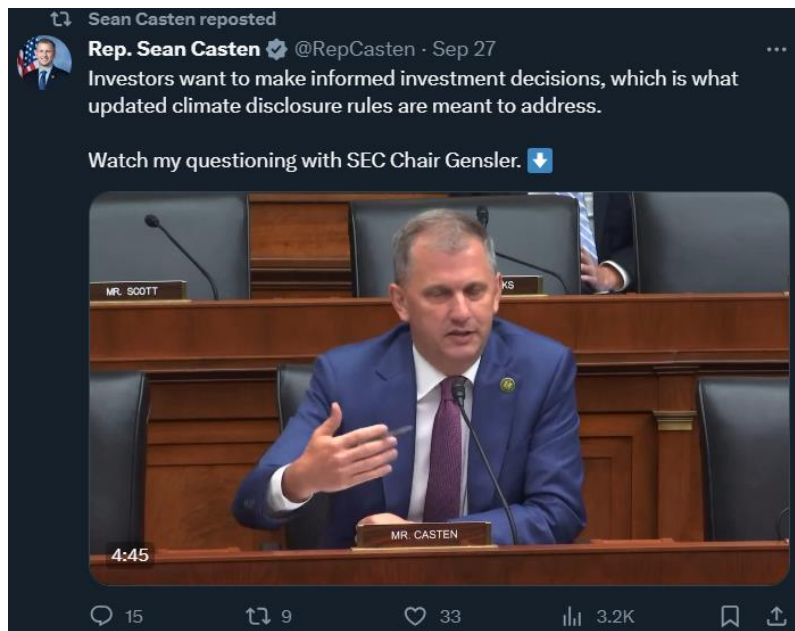 Sean Casten reposted
Rep. Sean Casten @RepCasten · Sep 27
Investors want to make informed investment decisions, which is what
updated climate disclosure rules are meant to address.
Watch my questioning with SEC Chair Gensler. ⬇️
MR. SCOTT
KS
MR. CASTEN
4:45
15 9 33 3.2K